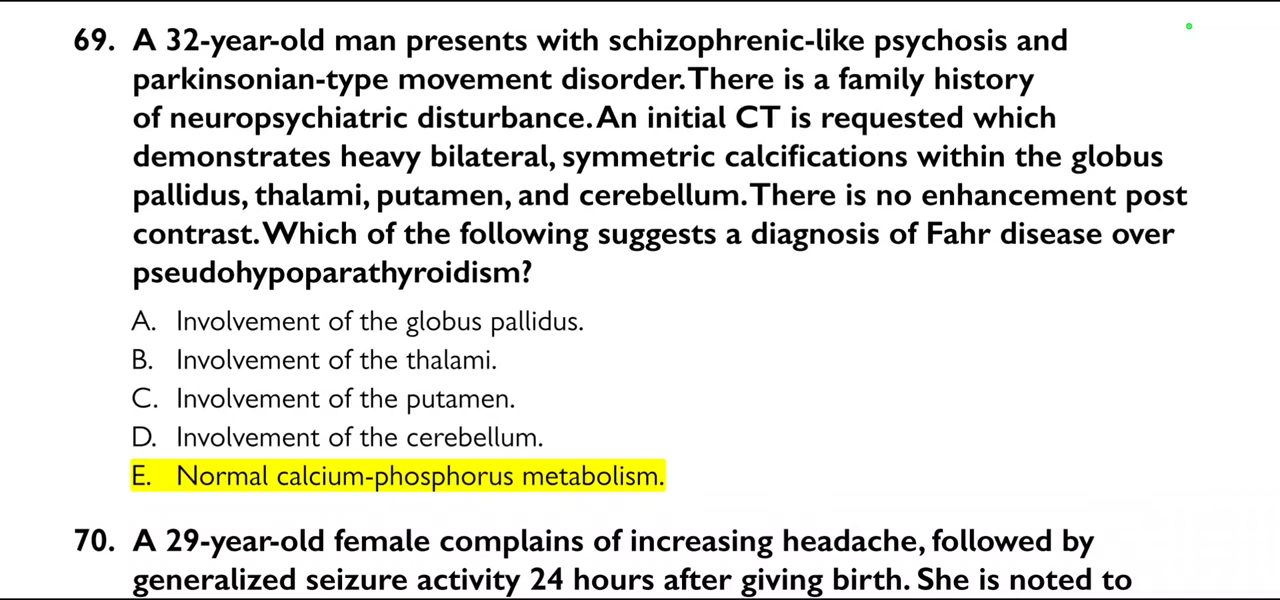 69. A 32-year-old man presents with schizophrenic-like psychosis and
parkinsonian-type movement disorder. There is a family history
of neuropsychiatric disturbance. An initial CT is requested which
demonstrates heavy bilateral, symmetric calcifications within the globus
pallidus, thalami, putamen, and cerebellum. There is no enhancement post
contrast. Which of the following suggests a diagnosis of Fahr disease over
pseudohypoparathyroidism?
A. Involvement of the globus pallidus.
B. Involvement of the thalami.
C. Involvement of the putamen.
D. Involvement of the cerebellum.
E. Normal calcium-phosphorus metabolism.
70. A 29-year-old female complains of increasing headache, followed by
generalized seizure activity 24 hours after giving birth. She is noted to